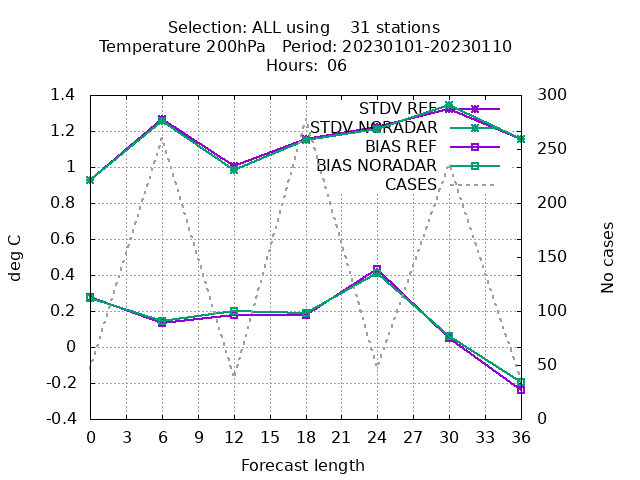 Selection: ALL using    31 stations
Temperature 200hPa   Period: 20230101-20230110
Hours:  06
1.4
1.2
1
0.8
0.6
0.4
0.2
0
-0.2
-0.4
300
250
200
150
100
50
0
STDV REF
STDV NORADAR
BIAS REF
BIAS NORADAR
CASES
deg C
No cases
0 3 6 9 12 15 18 21 24 27 30 33 36
Forecast length